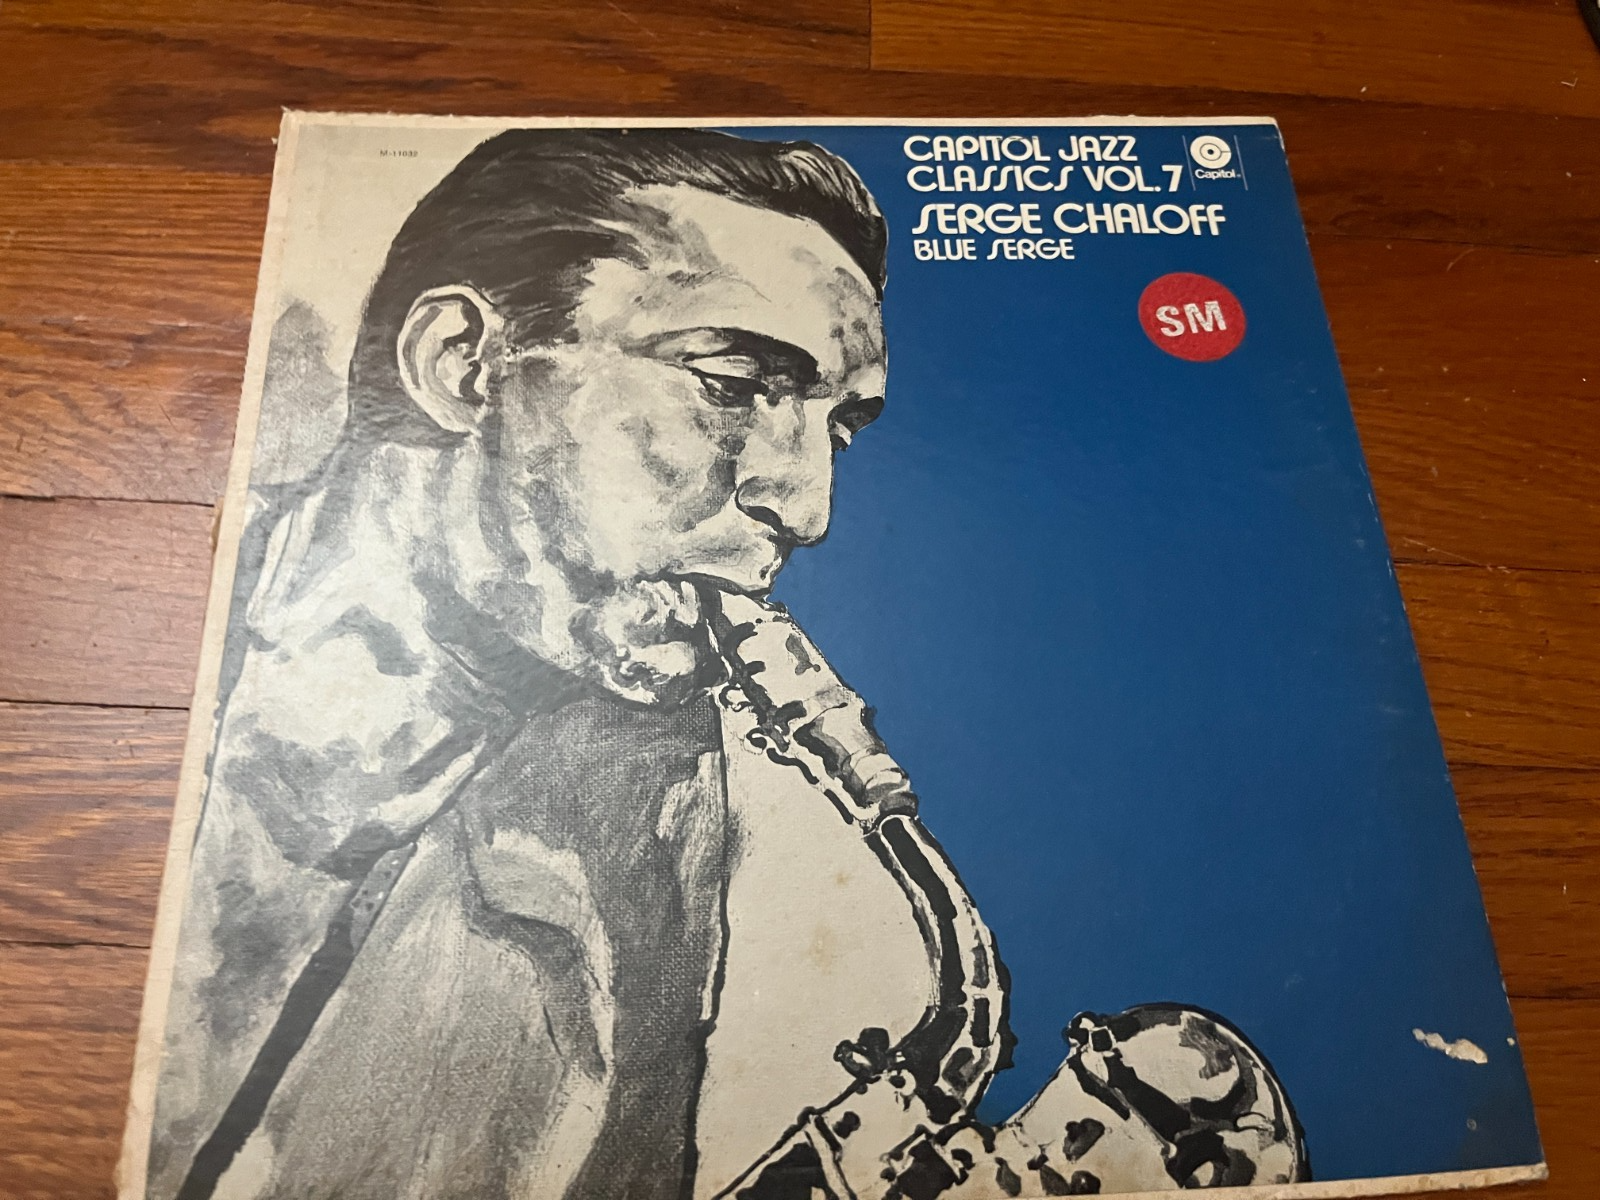 M-11032
CAPITOL JAZZ
CLASSICS VOL. 7
Capitol®
SERGE CHALOFF
BLUE SERGE
SM